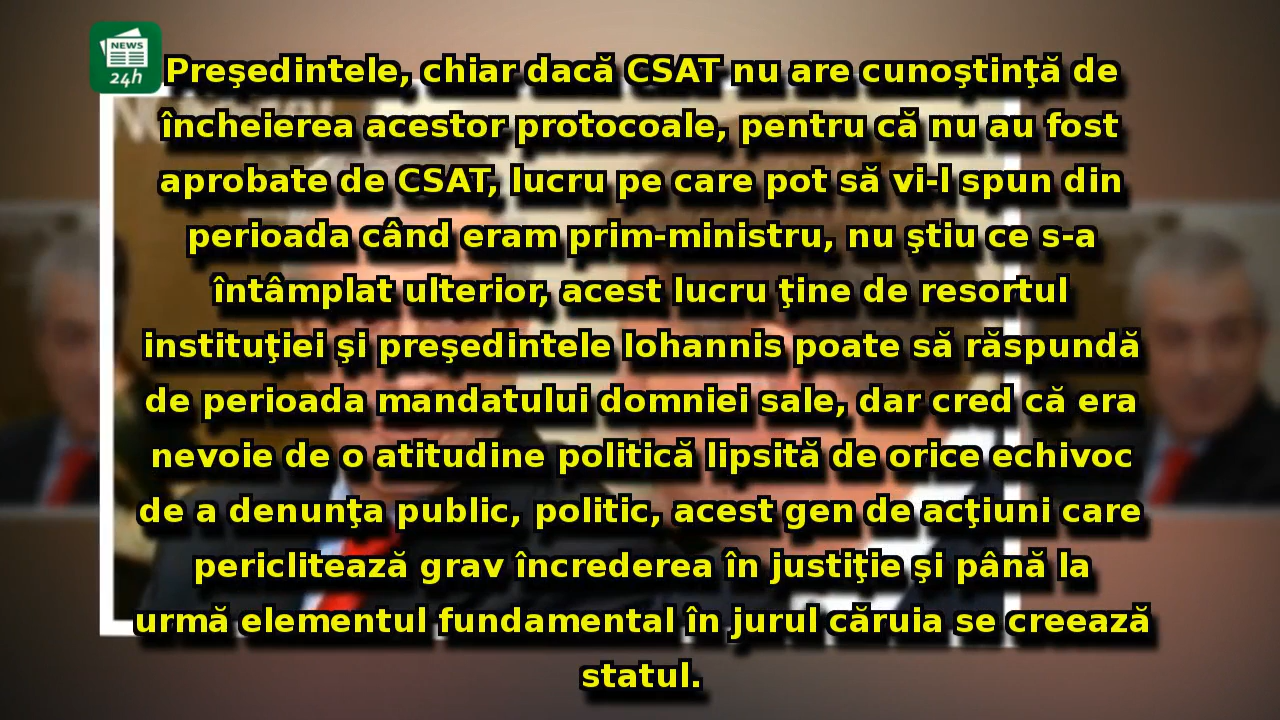 NEWS
24h
Preşedintele, chiar dacă CSAT nu are cunoştinţă de
încheierea acestor protocoale, pentru că nu au fost
aprobate de CSAT, lucru pe care pot să vi-l spun din
perioada când eram prim-ministru, nu ştiu ce s-a
întâmplat ulterior, acest lucru ţine de resortul
instituţiei şi preşedintele Iohannis poate să răspundă
de perioada mandatului domniei sale, dar cred că era
nevoie de o atitudine politică lipsită de orice echivoc
de a denunţa public, politic, acest gen de acţiuni care
periclitează grav încrederea în justiţie şi până la
urmă elementul fundamental în jurul căruia se creează
statul.